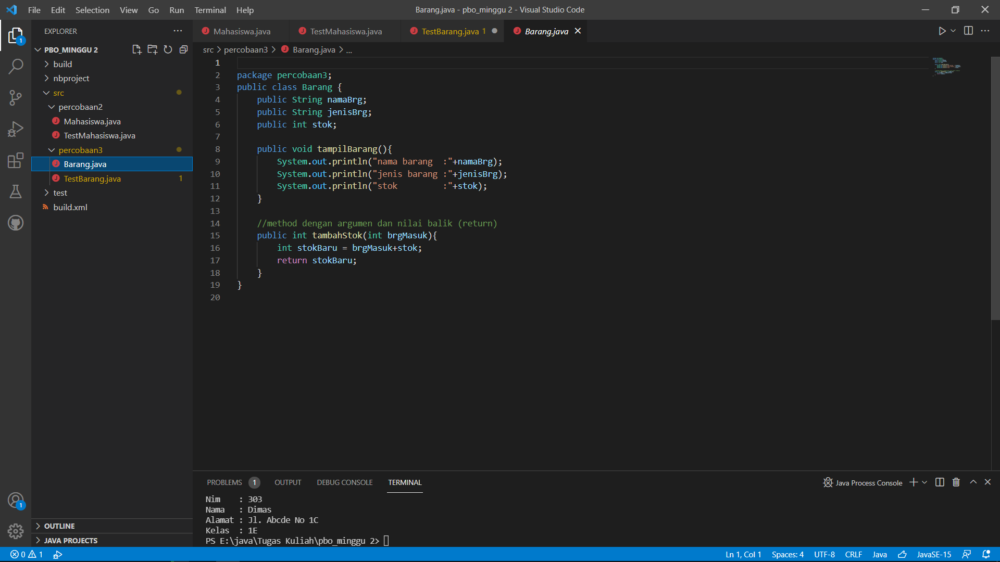 File Edit Selection View Go Run Terminal Help
Barang.java - pbo_minggu 2 - Visual Studio Code
EXPLORER
PBO_MINGGU 2
build
nbproject
src
percobaan2
Mahasiswa.java
TestMahasiswa.java
percobaan3
Barang.java
TestBarang.java 1
test
build.xml
OUTLINE
JAVA PROJECTS
1
1
Mahasiswa.java TestMahasiswa.java TestBarang.java 1 Barang.java
src > percobaan3 > Barang.java > ...
1
2 package percobaan3;
3 public class Barang {
4     public String namaBrg;
5     public String jenisBrg;
6     public int stok;
7
8     public void tampilBarang(){
9         System.out.println("nama barang  :"+namaBrg);
10         System.out.println("jenis barang :"+jenisBrg);
11         System.out.println("stok         :"+stok);
12     }
13
14     //method dengan argumen dan nilai balik (return)
15     public int tambahStok(int brgMasuk){
16         int stokBaru = brgMasuk+stok;
17         return stokBaru;
18     }
19 }
20
PROBLEMS 1 OUTPUT DEBUG CONSOLE TERMINAL
Java Process Console
Nim    : 303
Nama   : Dimas
Alamat : Jl. Abcde No 1C
Kelas  : 1E
PS E:\java\Tugas Kuliah\pbo_minggu 2>
0 1
Ln 1, Col 1 Spaces: 4 UTF-8 CRLF Java JavaSE-15